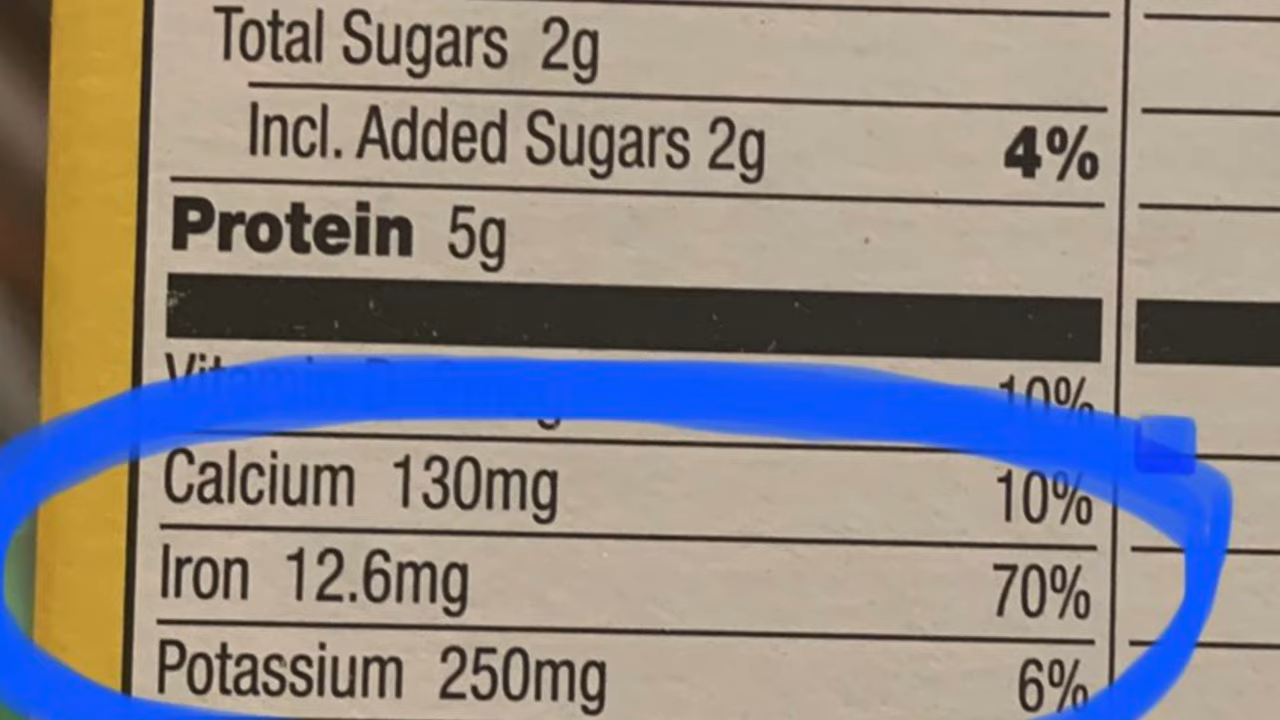 Total Sugars 2g
Incl. Added Sugars 2g 4%
Protein 5g
10%
Calcium 130mg 10%
Iron 12.6mg 70%
Potassium 250mg 6%